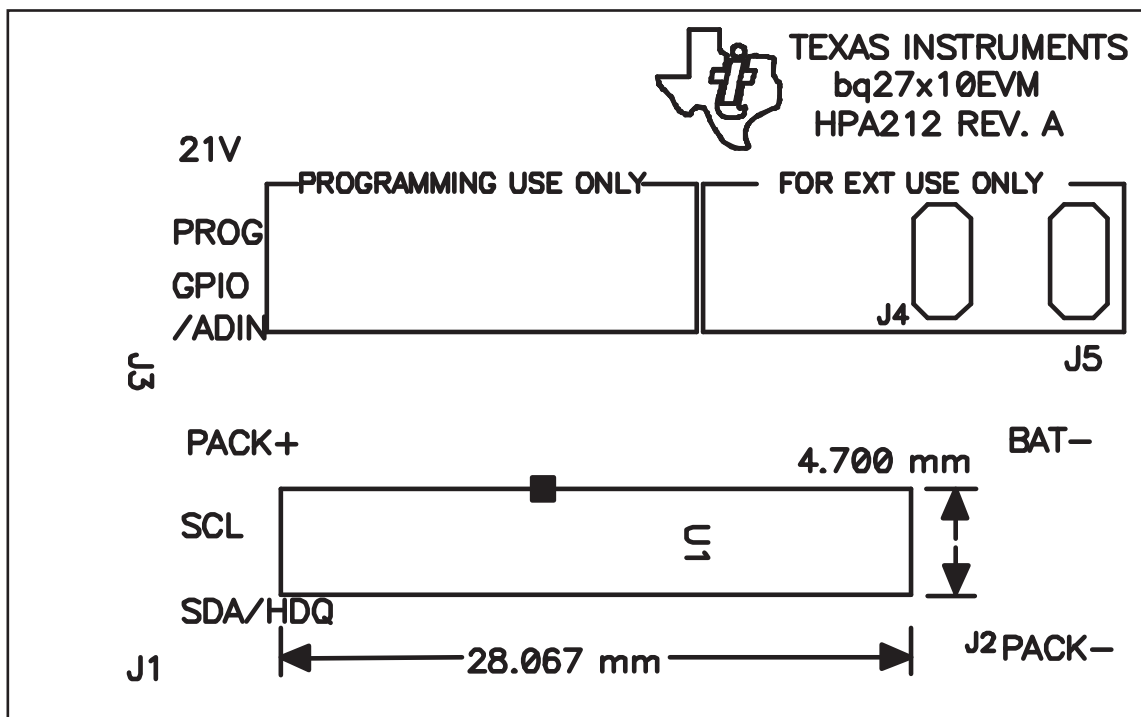 TEXAS INSTRUMENTS
bq27x10EVM
HPA212 REV. A
21V
PROGRAMMING USE ONLY
FOR EXT USE ONLY
PROG
GPIO
/ADIN
J4
J5
J3
PACK+
BAT-
4.700 mm
SCL
U1
SDA/HDQ
J1
28.067 mm
J2 PACK-